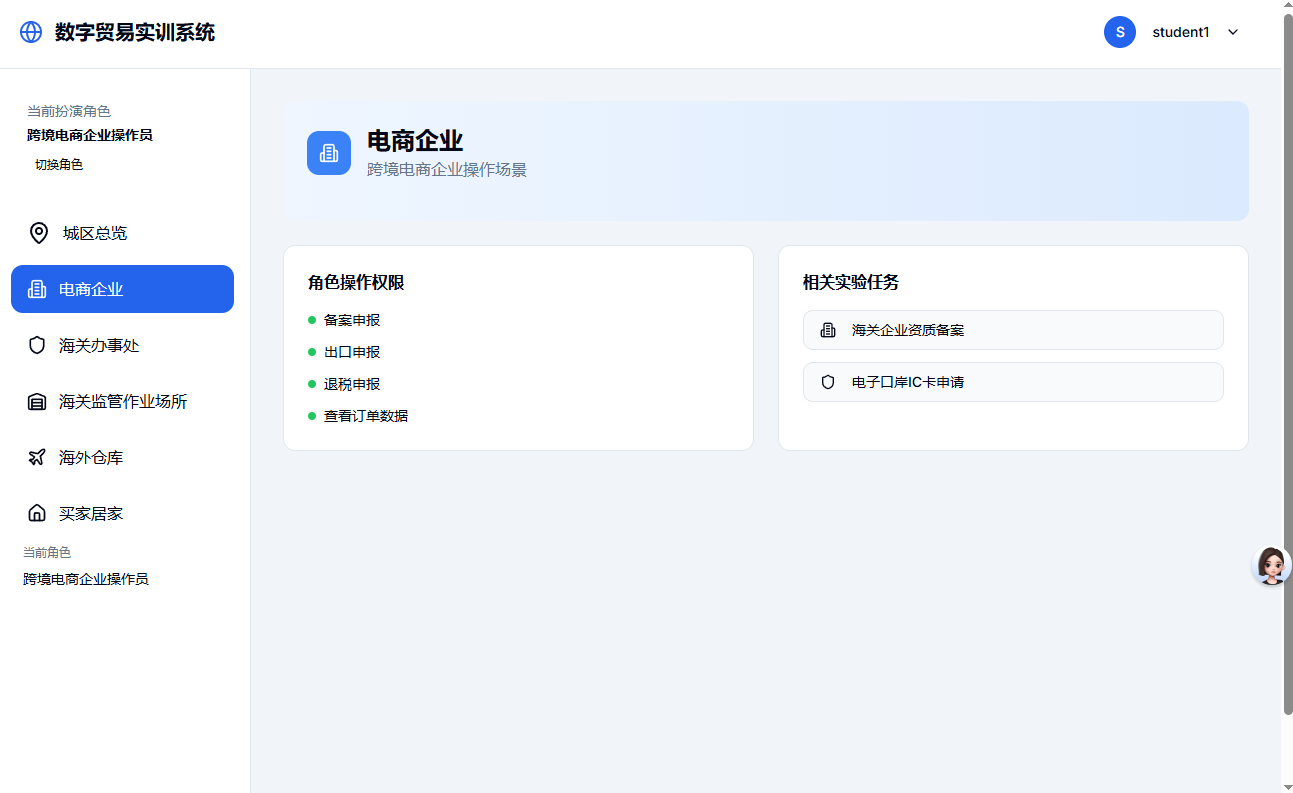 数字贸易实训系统
S student1
当前扮演角色
跨境电商企业操作员
切换角色
城区总览
电商企业
海关办事处
海关监管作业场所
海外仓库
买家居家
当前角色
跨境电商企业操作员
电商企业
跨境电商企业操作场景
角色操作权限
备案申报
出口申报
退税申报
查看订单数据
相关实验任务
海关企业资质备案
电子口岸IC卡申请